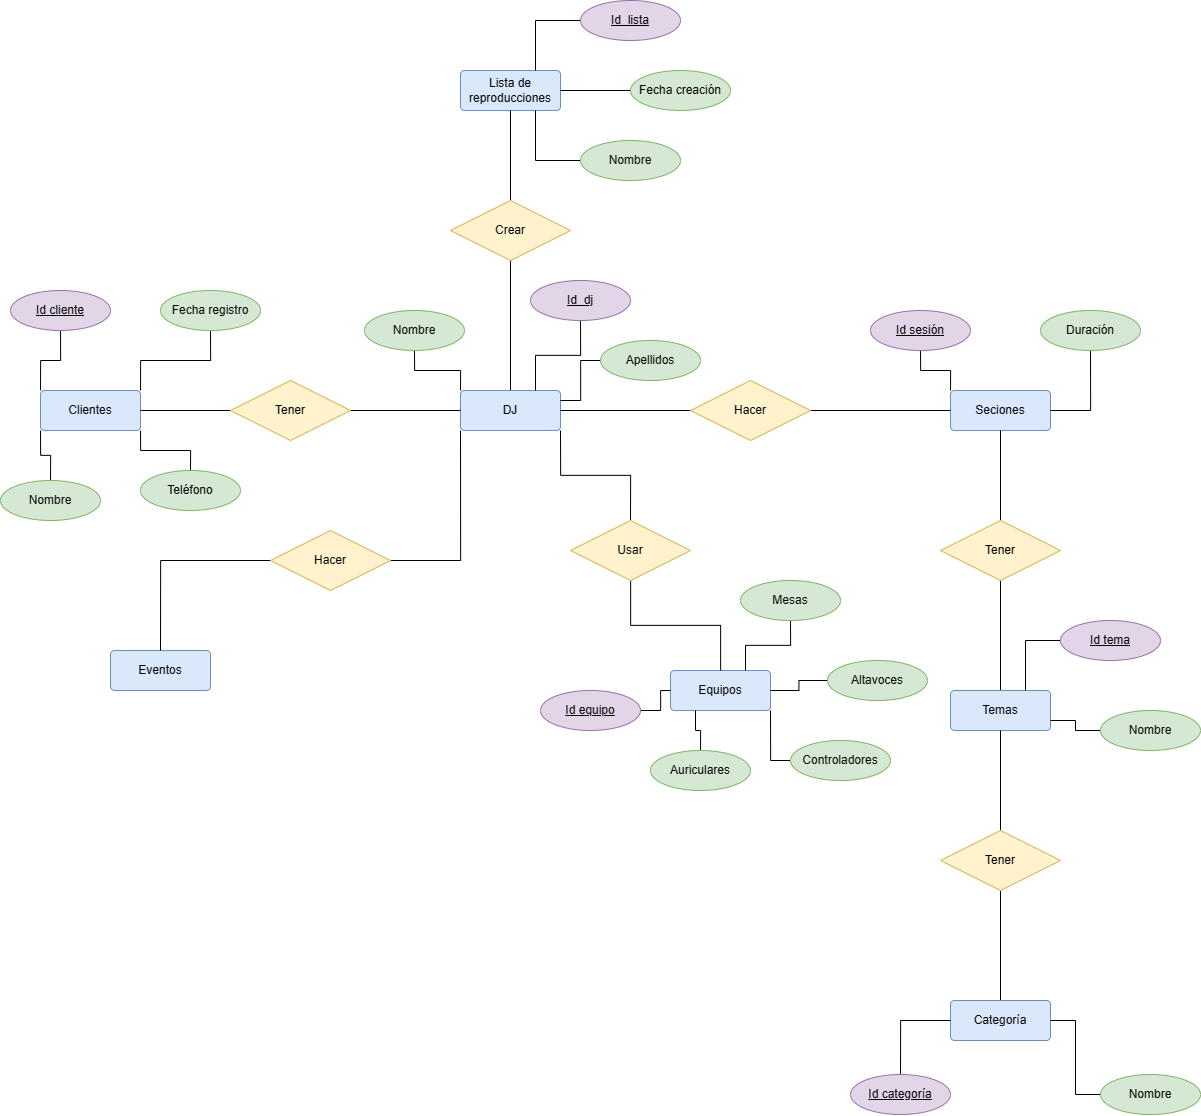 Id_lista
Lista de
reproducciones
Fecha creación
Nombre
Crear
Id cliente
Fecha registro
Nombre
Id_dj
Apellidos
Id sesión
Duración
Clientes
Tener
DJ
Hacer
Seciones
Nombre
Teléfono
Hacer
Usar
Tener
Eventos
Mesas
Equipos
Altavoces
Id equipo
Auriculares
Controladores
Id tema
Temas
Nombre
Tener
Categoría
Id categoría
Nombre